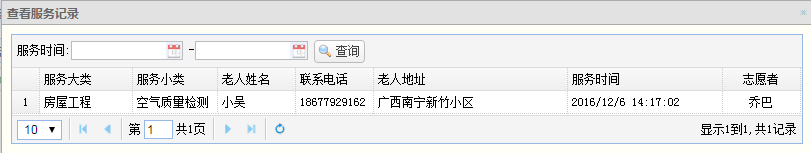 查看服务记录
服务时间: - 查询
服务大类 服务小类 老人姓名 联系电话 老人地址 服务时间 志愿者
1 房屋工程 空气质量检测 小吴 18677929162 广西南宁新竹小区 2016/12/6 14:17:02 乔巴
10 第 1 共1页 显示1到1,共1记录